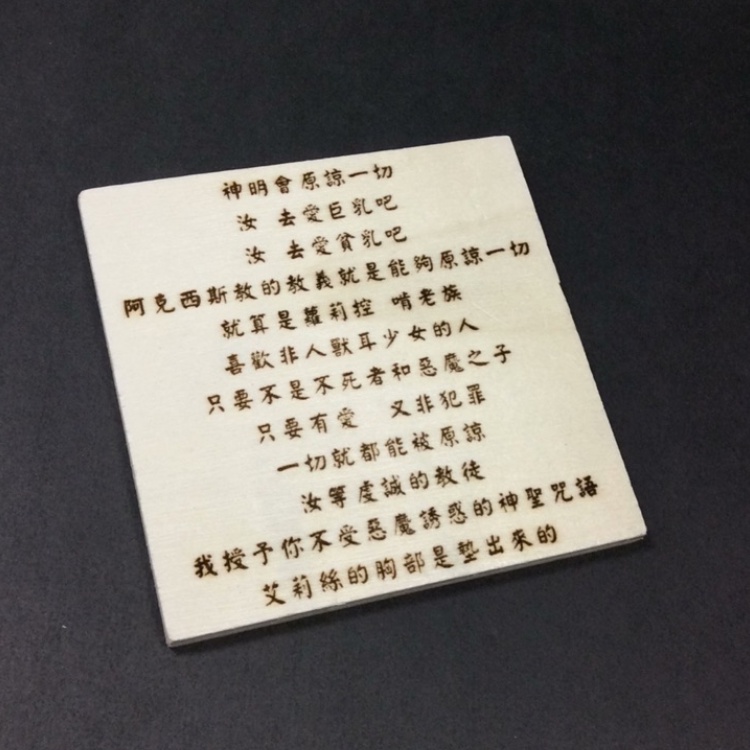 神明會原諒一切
汝 去愛巨乳吧
汝 去愛貧乳吧
阿克西斯教的教義就是能夠原諒一切
就算是蘿莉控 啃老族
喜歡非人獸耳少女的人
只要不是不死者和惡魔之子
只要有愛 又非犯罪
一切就都能被原諒
汝等虔誠的教徒
我授予你不受惡魔誘惑的神聖咒語
艾莉絲的胸部是墊出來的